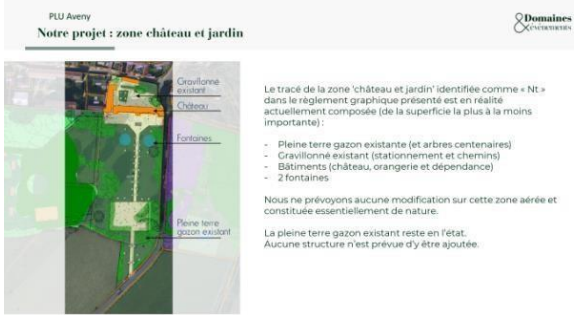 PLU Aveny
Notre projet : zone château et jardin
Domaines
& évènements
Gravillonné
existant
Château
Fontaines
Pleine terre
gazon existant
Le tracé de la zone 'château et jardin' identifiée comme « Nt »
dans le règlement graphique présenté est en réalité
actuellement composée (de la superficie la plus à la moins
importante) :
- Pleine terre gazon existante (et arbres centenaires)
- Gravillonné existant (stationnement et chemins)
- Bâtiments (château, orangerie et dépendance)
- 2 fontaines
Nous ne prévoyons aucune modification sur cette zone aérée et
constituée essentiellement de nature.
La pleine terre gazon existant reste en l'état.
Aucune structure n'est prévue d'y être ajoutée.